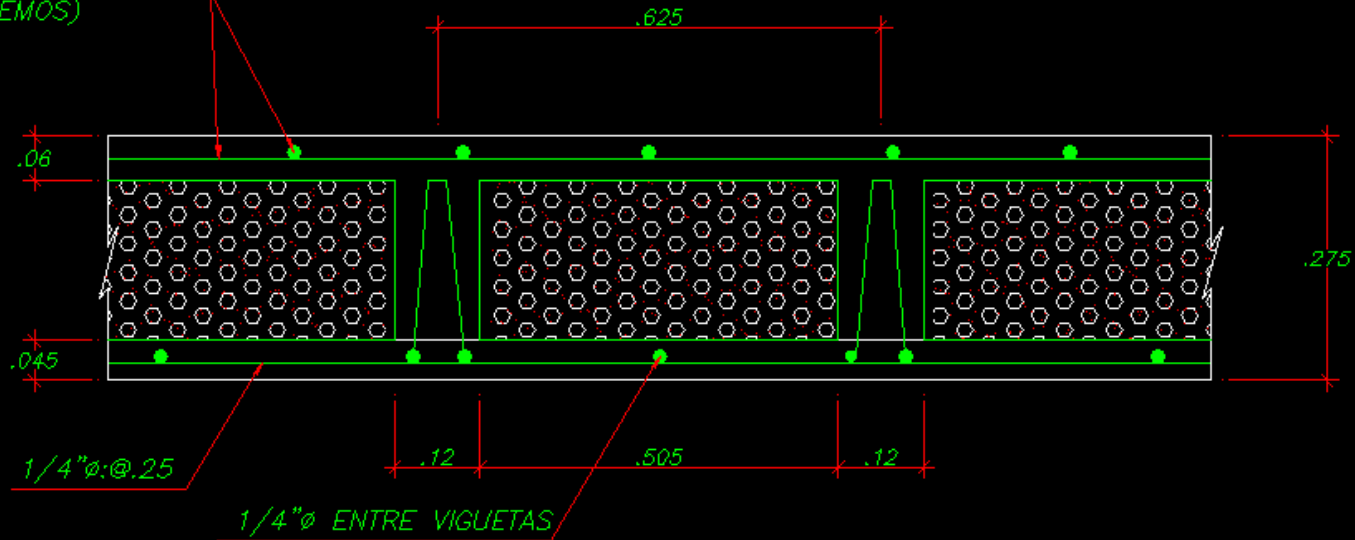 EMOS)
.625
.06
.275
.045
.12
.505
.12
1/4"ø:@.25
1/4"ø ENTRE VIGUETAS